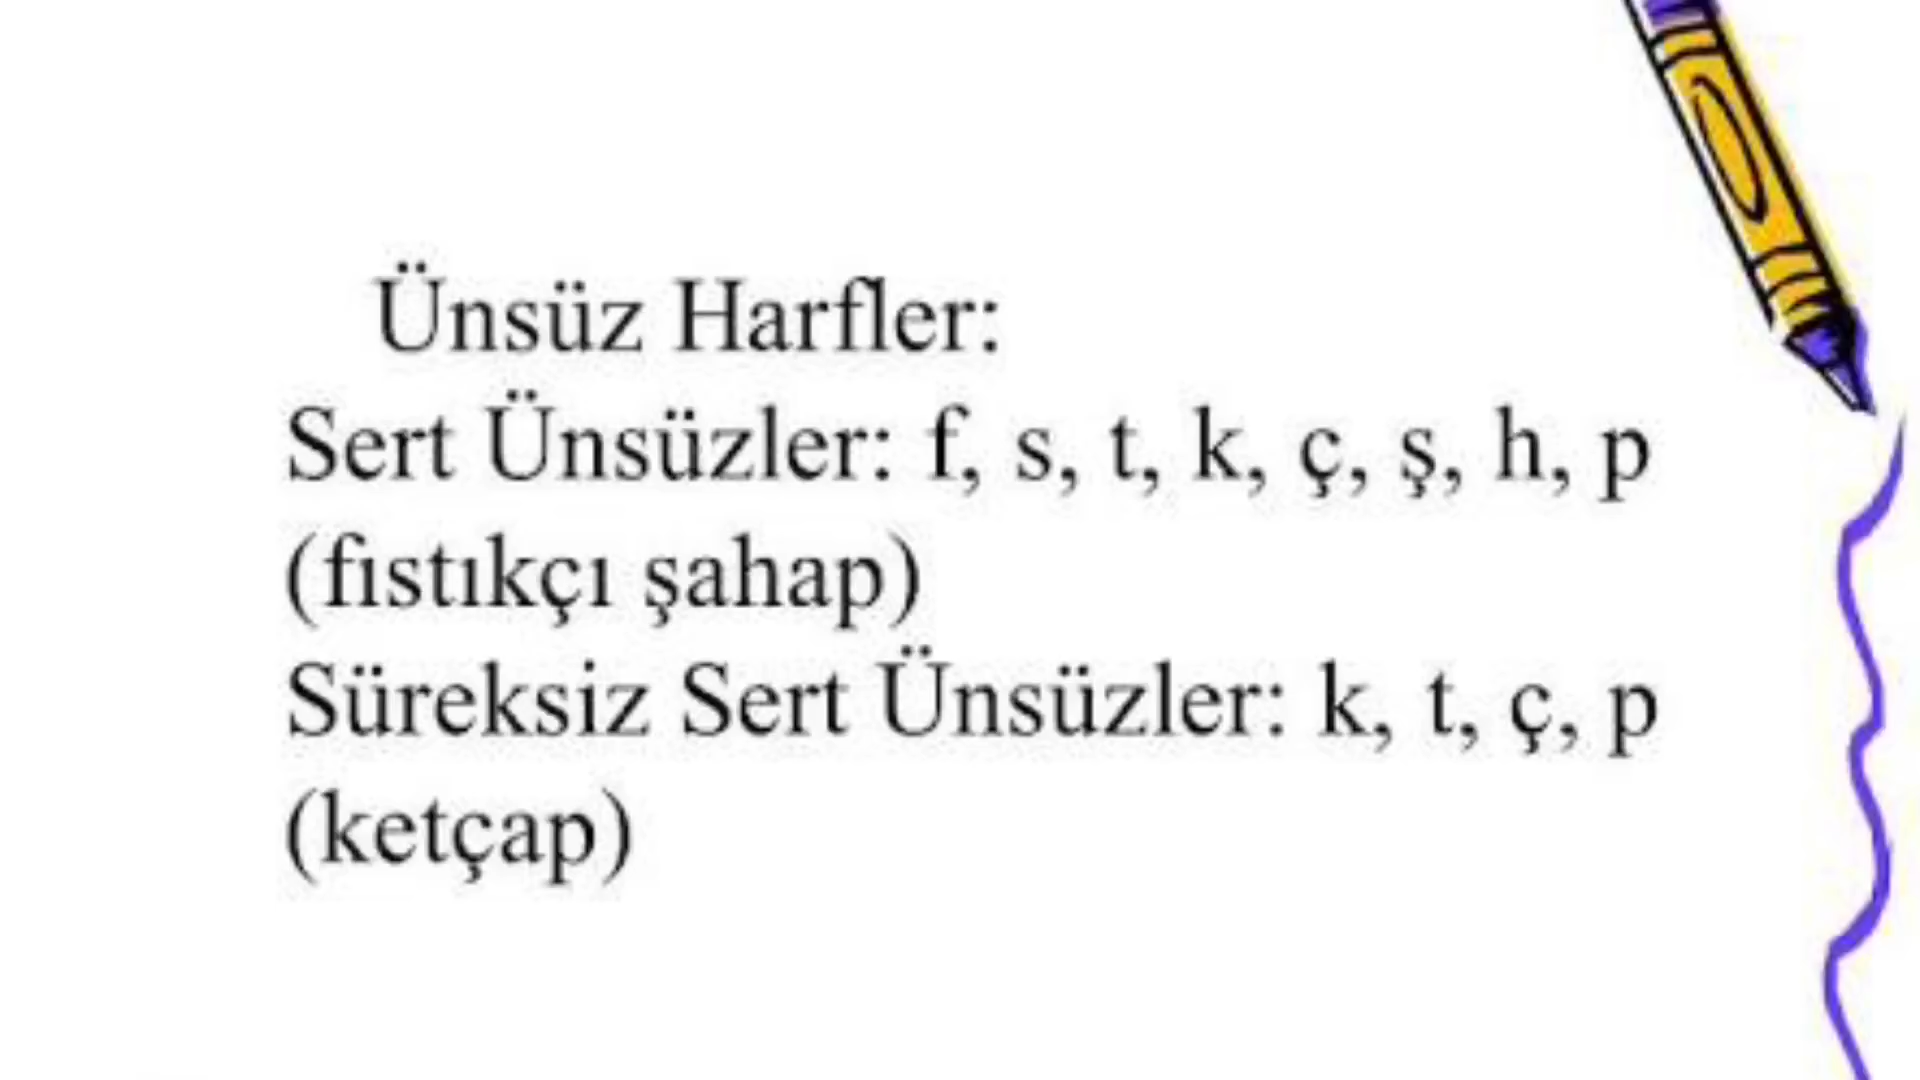 Ünsüz Harfler:
Sert Ünsüzler: f, s, t, k, ç, ş, h, p
(fıstıkçı şahap)
Süreksiz Sert Ünsüzler: k, t, ç, p
(ketçap)